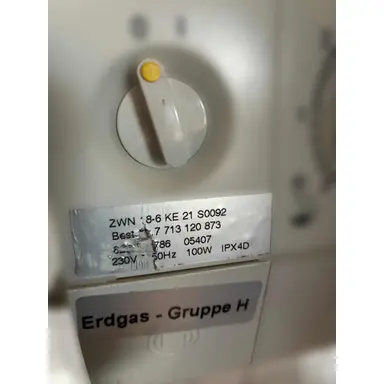 O I
ZWN 8-6 KE 21 S0092
Best 7 713 120 873
786 05407
230V 50Hz 100W IPX4D
Erdgas - Gruppe H